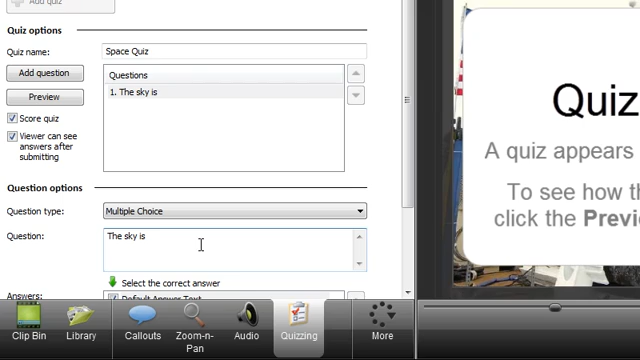 Add quiz
Quiz options
Quiz name: Space Quiz
Add question
Preview
Questions
1. The sky is
Score quiz
Viewer can see
answers after
submitting
Question options
Question type: Multiple Choice
Question: The sky is
Select the correct answer
Answers: Default Answer Text
Clip Bin
Library
Callouts
Zoom-n-
Pan
Audio
Quizzing
More
Quiz
A quiz appears
To see how th
click the Previe